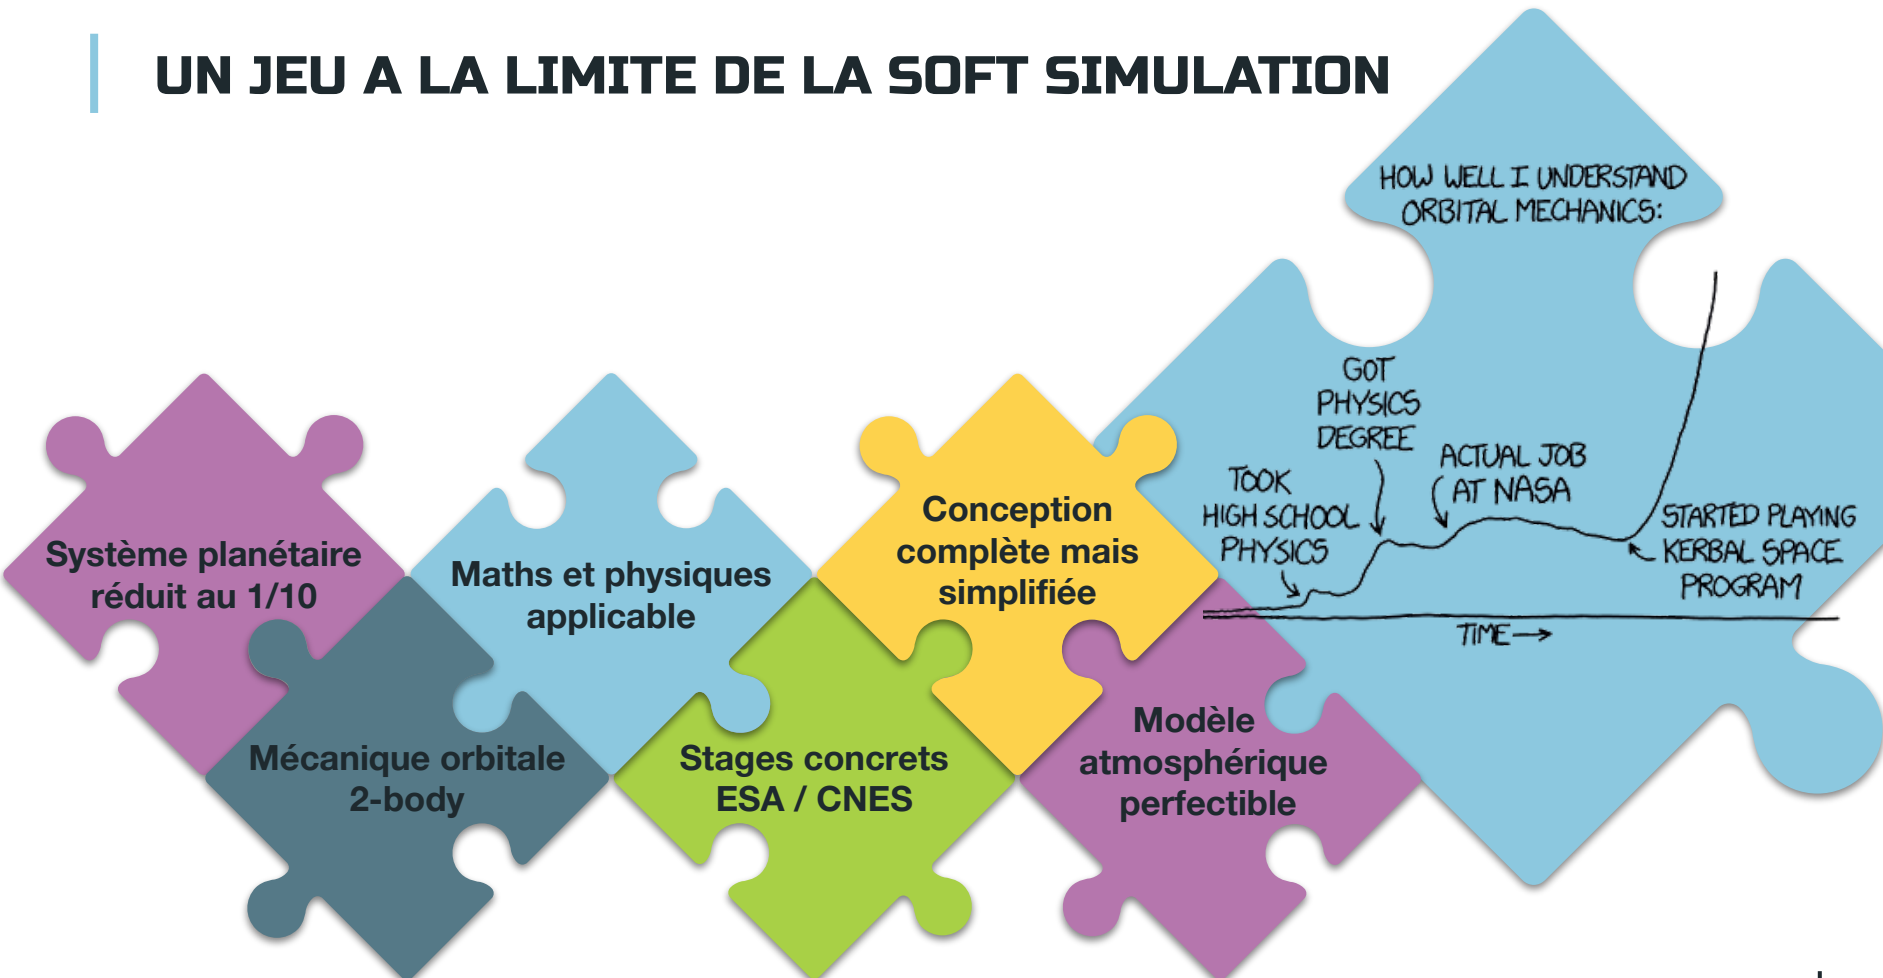 UN JEU A LA LIMITE DE LA SOFT SIMULATION
Système planétaire
réduit au 1/10
Mécanique orbitale
2-body
Maths et physiques
applicable
Stages concrets
ESA / CNES
Conception
complète mais
simplifiée
Modèle
atmosphérique
perfectible
HOW WELL I UNDERSTAND
ORBITAL MECHANICS:
TOOK
HIGH SCHOOL
PHYSICS
GOT
PHYSICS
DEGREE
ACTUAL JOB
AT NASA
STARTED PLAYING
KERBAL SPACE
PROGRAM
TIME